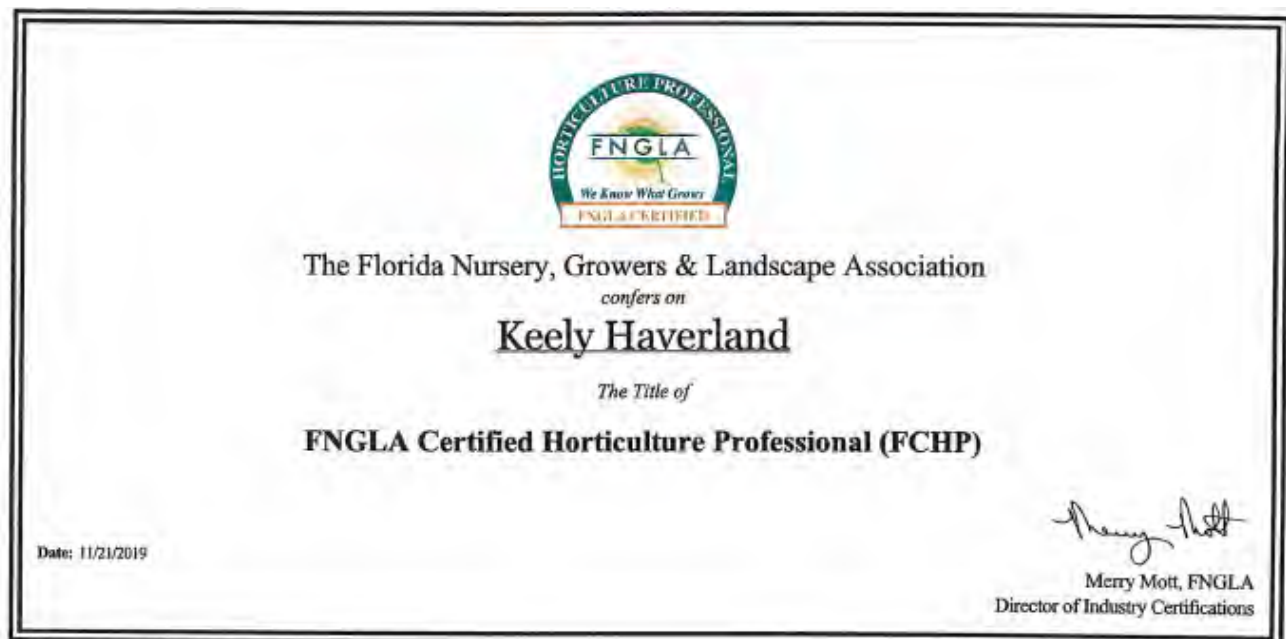 HORTICULTURE PROFESSIONAL
FNGLA
We Know What Grows
FNGLA CERTIFIED
The Florida Nursery, Growers & Landscape Association
confers on
Keely Haverland
The Title of
FNGLA Certified Horticulture Professional (FCHP)
Merry Mott
Date: 11/21/2019
Merry Mott, FNGLA
Director of Industry Certifications